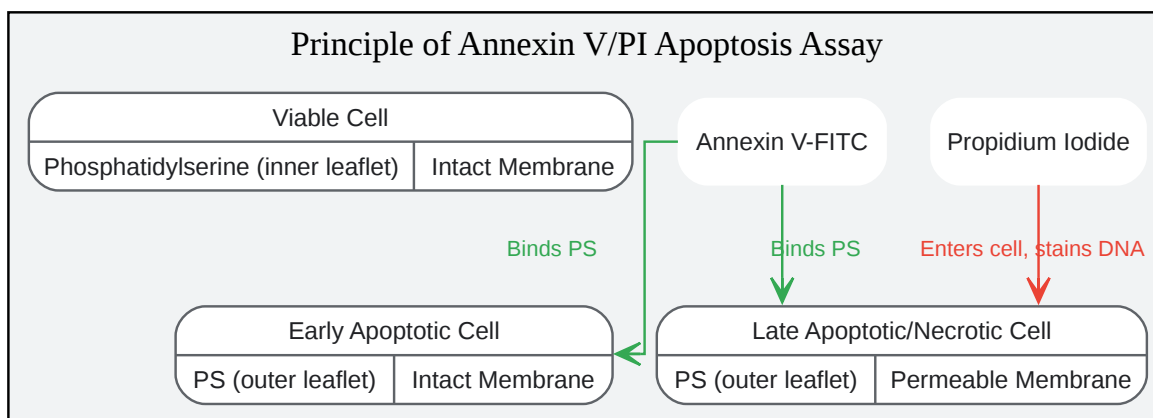 Principle of Annexin V/PI Apoptosis Assay
Viable Cell
Phosphatidylserine (inner leaflet)
Intact Membrane
Annexin V-FITC
Propidium Iodide
Binds PS
Binds PS
Enters cell, stains DNA
Early Apoptotic Cell
PS (outer leaflet)
Intact Membrane
Late Apoptotic/Necrotic Cell
PS (outer leaflet)
Permeable Membrane